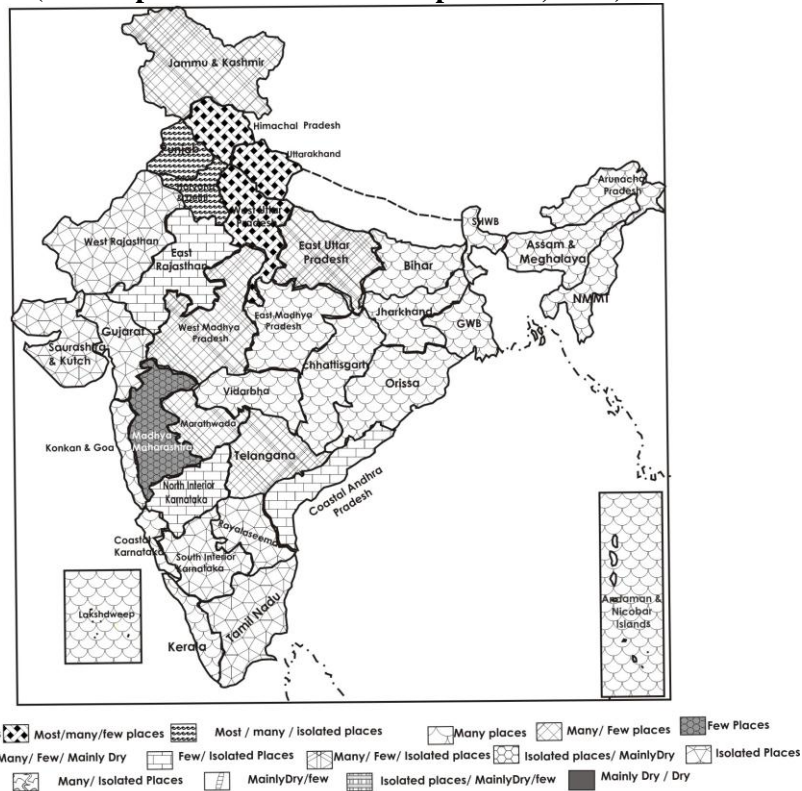 Jammu & Kashmir
Himachal Pradesh
Punjab
Uttarakhand
Haryana
& Delhi
West Uttar
Pradesh
Arunachal
Pradesh
SHWB
West Rajasthan
East
Rajasthan
East Uttar
Pradesh
Bihar
Assam &
Meghalaya
NMMT
Gujarat
Saurashtra
& Kutch
West Madhya
Pradesh
East Madhya
Pradesh
Jharkhand
GWB
Chhattisgarh
Orissa
Vidarbha
Marathwada
Madhya
Maharashtra
Konkan & Goa
Telangana
North Interior
Karnataka
Coastal Andhra
Pradesh
Coastal
Karnataka
Rayalaseema
South Interior
Karnataka
Lakshdweep
Kerala
Tamil Nadu
Andaman &
Nicobar
Islands
Most/many/few places
Most / many / isolated places
Many places
Many/ Few places
Few Places
Many/ Few/ Mainly Dry
Few/ Isolated Places
Many/ Few/Isolated places
Isolated places/ MainlyDry
Isolated Places
Many/ Isolated Places
MainlyDry/few
Isolated places/ MainlyDry/few
Mainly Dry / Dry